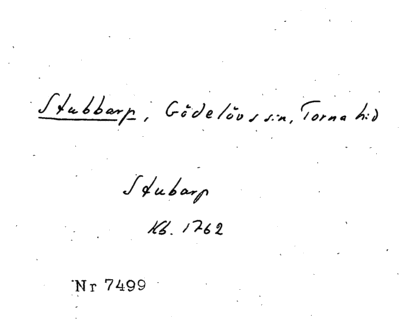 Stubbarp, Gödelövs sn, Torna hd
Stubarp
Kb. 1762
Nr 7499